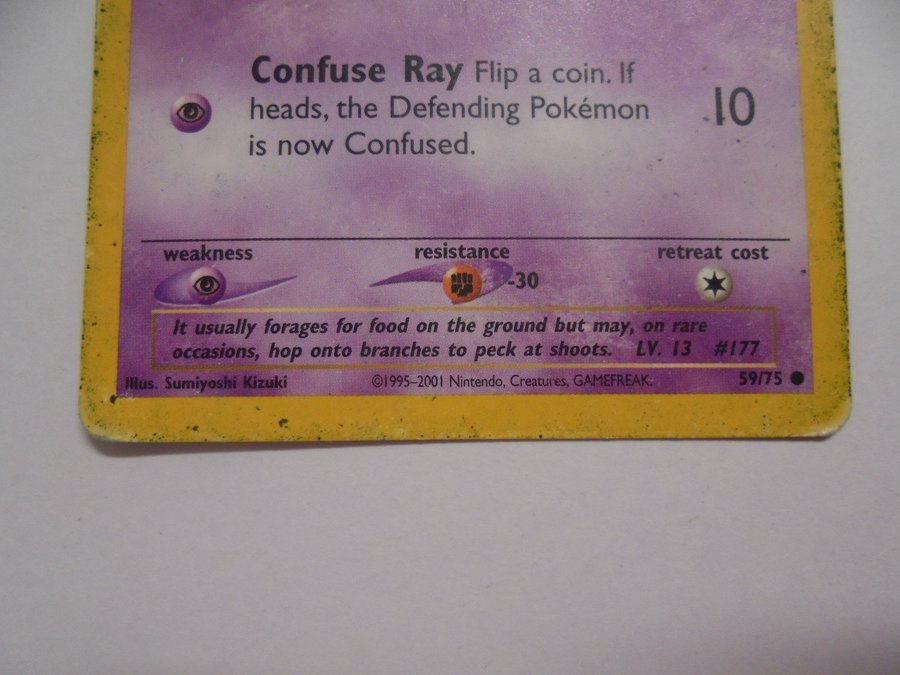 Confuse Ray Flip a coin. If
heads, the Defending Pokémon
is now Confused.
10
weakness
resistance
retreat cost
-30
It usually forages for food on the ground but may, on rare
occasions, hop onto branches to peck at shoots. LV. 13 #177
Illus. Sumiyoshi Kizuki
©1995–2001 Nintendo, Creatures, GAMEFREAK.
59/75